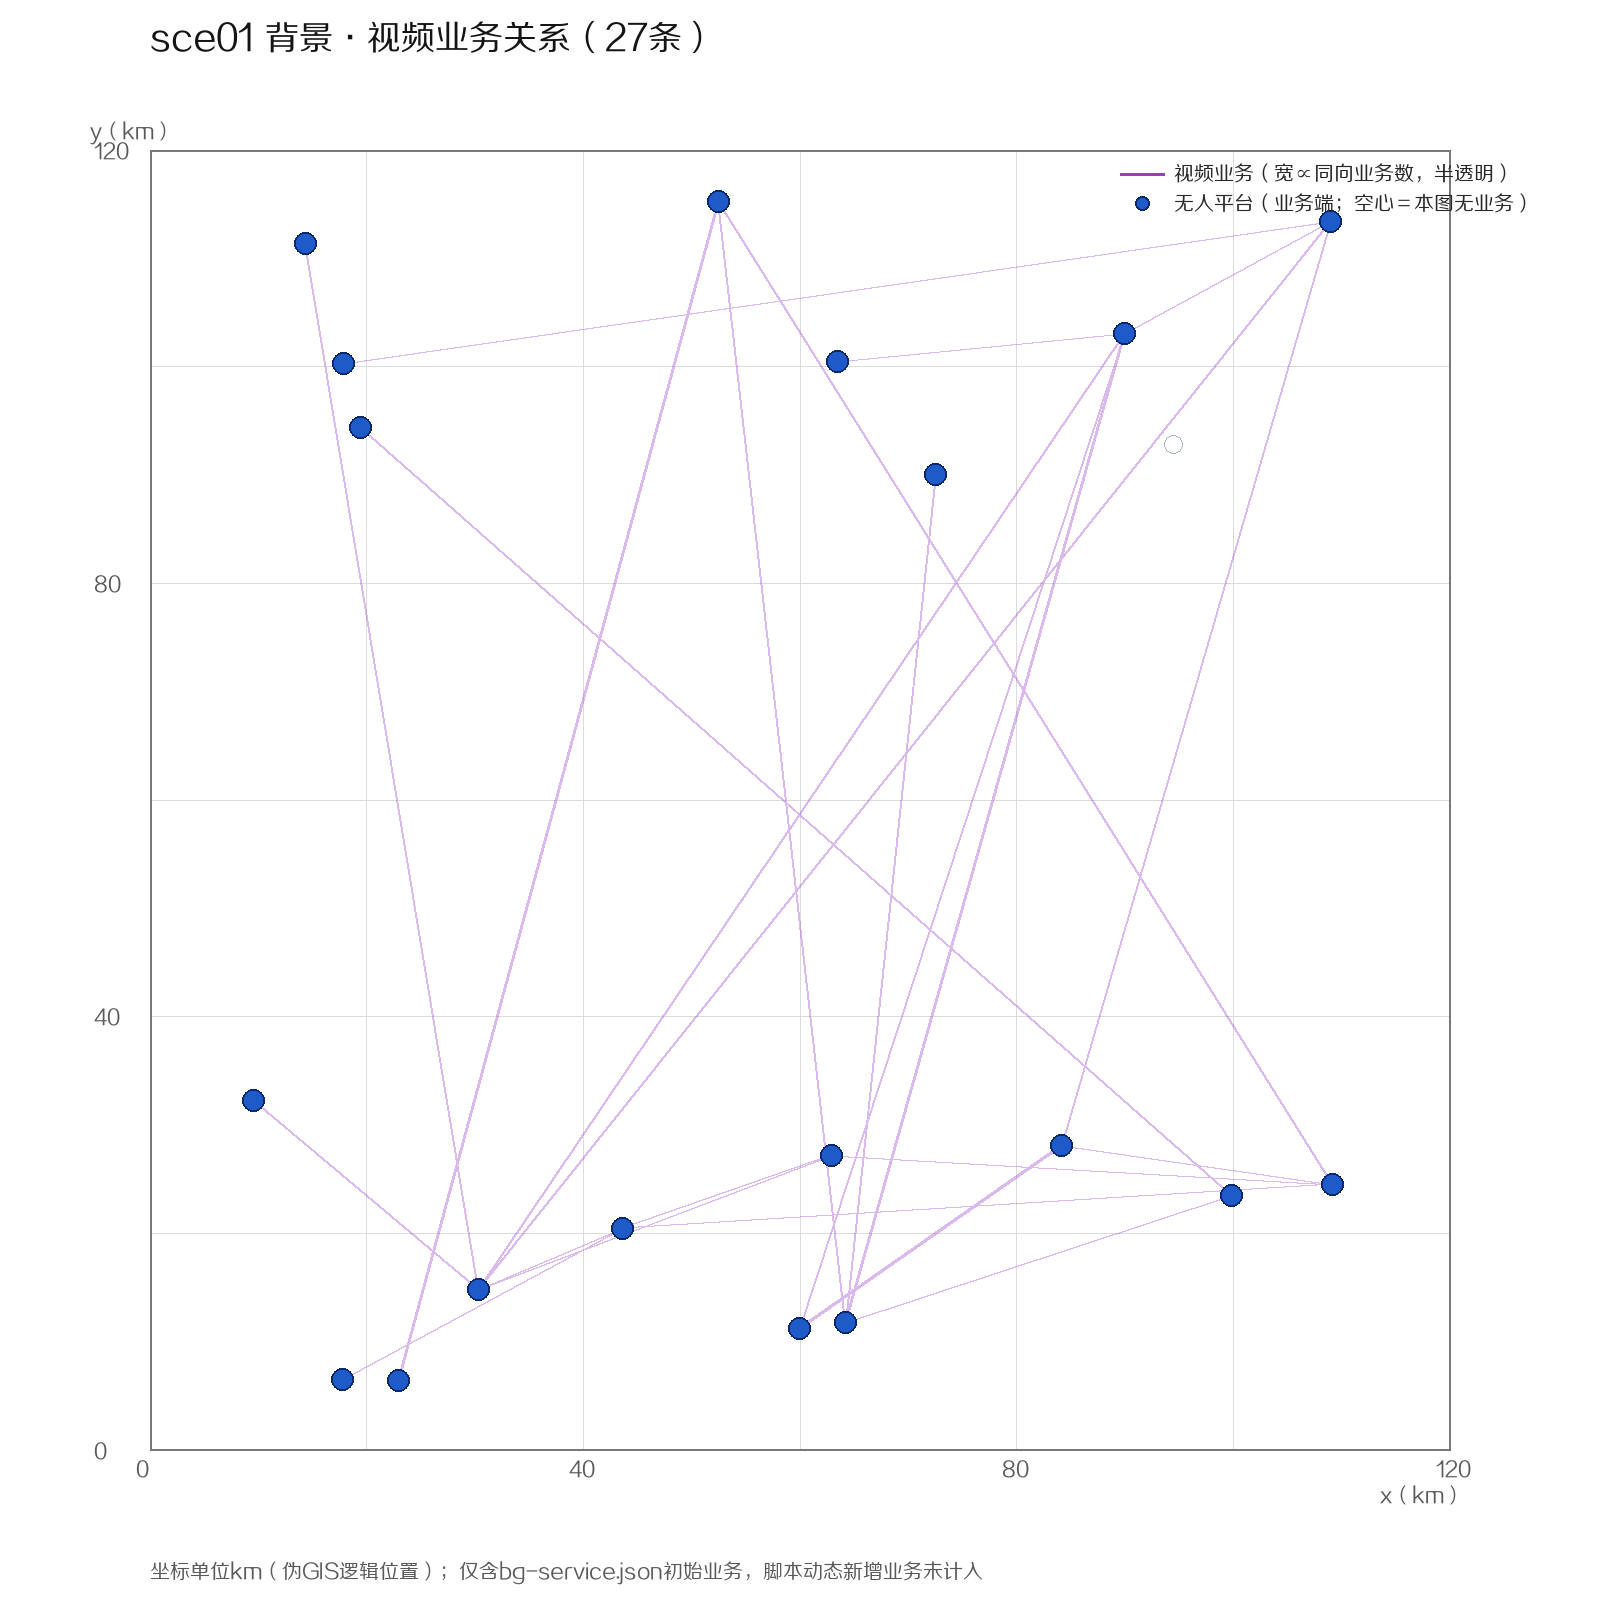 sce01 背景·视频业务关系（27条）
y（km）
120
视频业务（宽∝同向业务数，半透明）
无人平台（业务端；空心＝本图无业务）
80
40
0
0 40 80 120
x（km）
坐标单位km（伪GIS逻辑位置）；仅含bg-service.json初始业务，脚本动态新增业务未计入